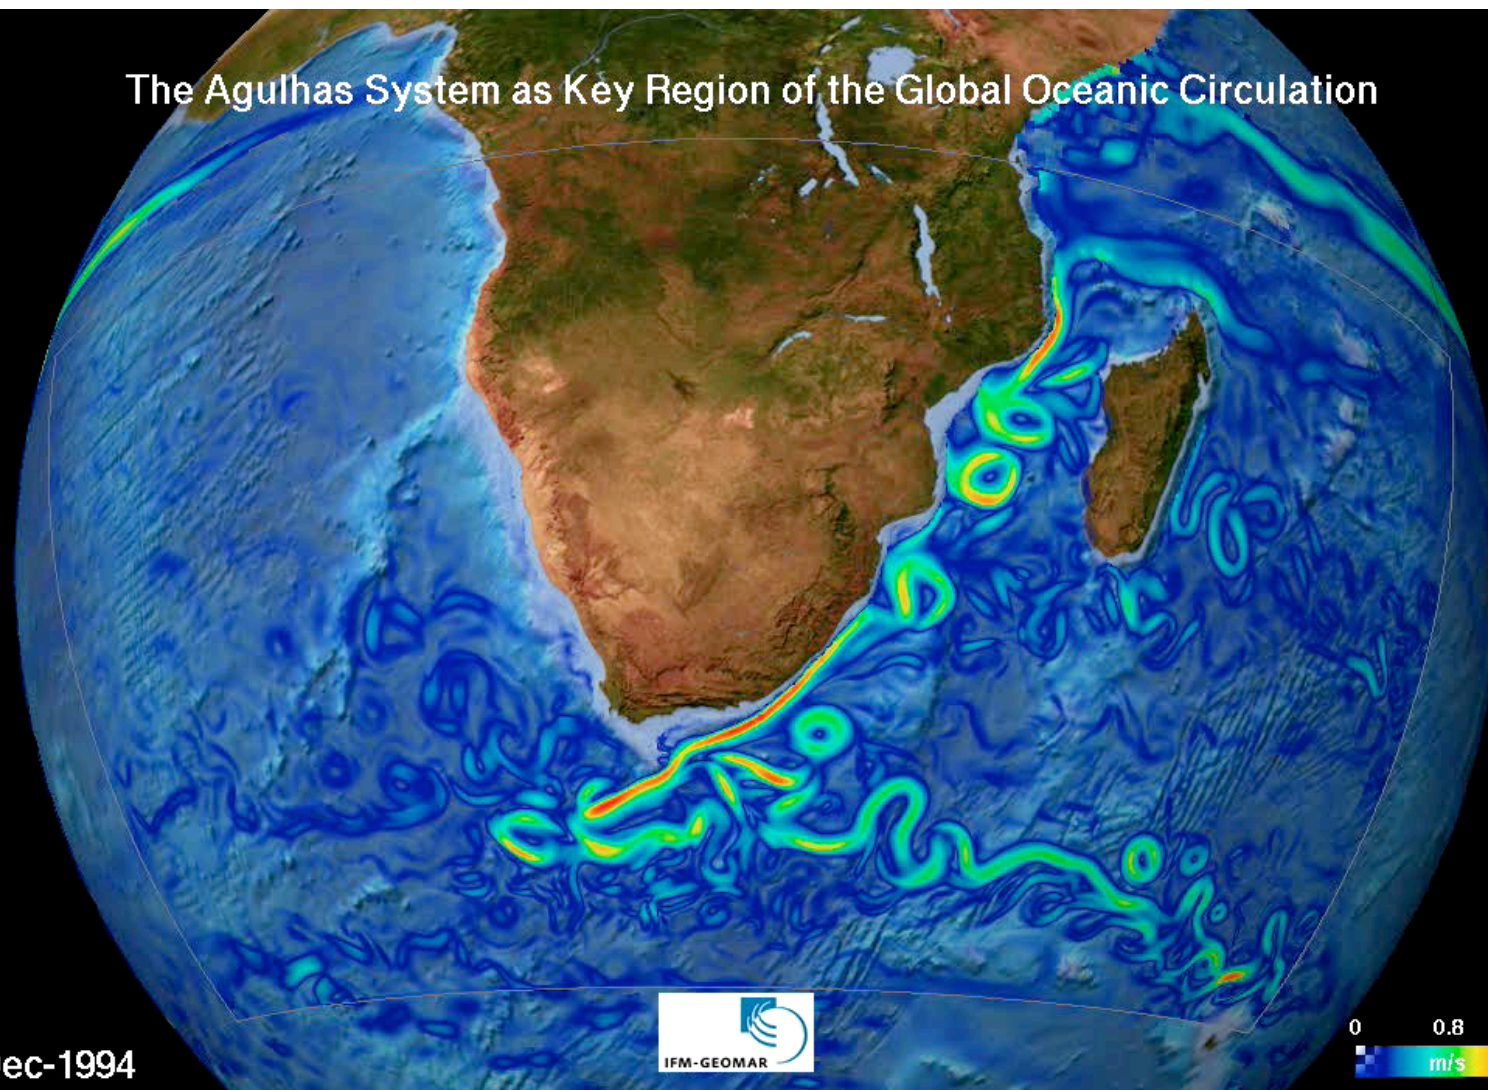 The Agulhas System as Key Region of the Global Oceanic Circulation
0 0.8
m/s
ec-1994
IFM-GEOMAR